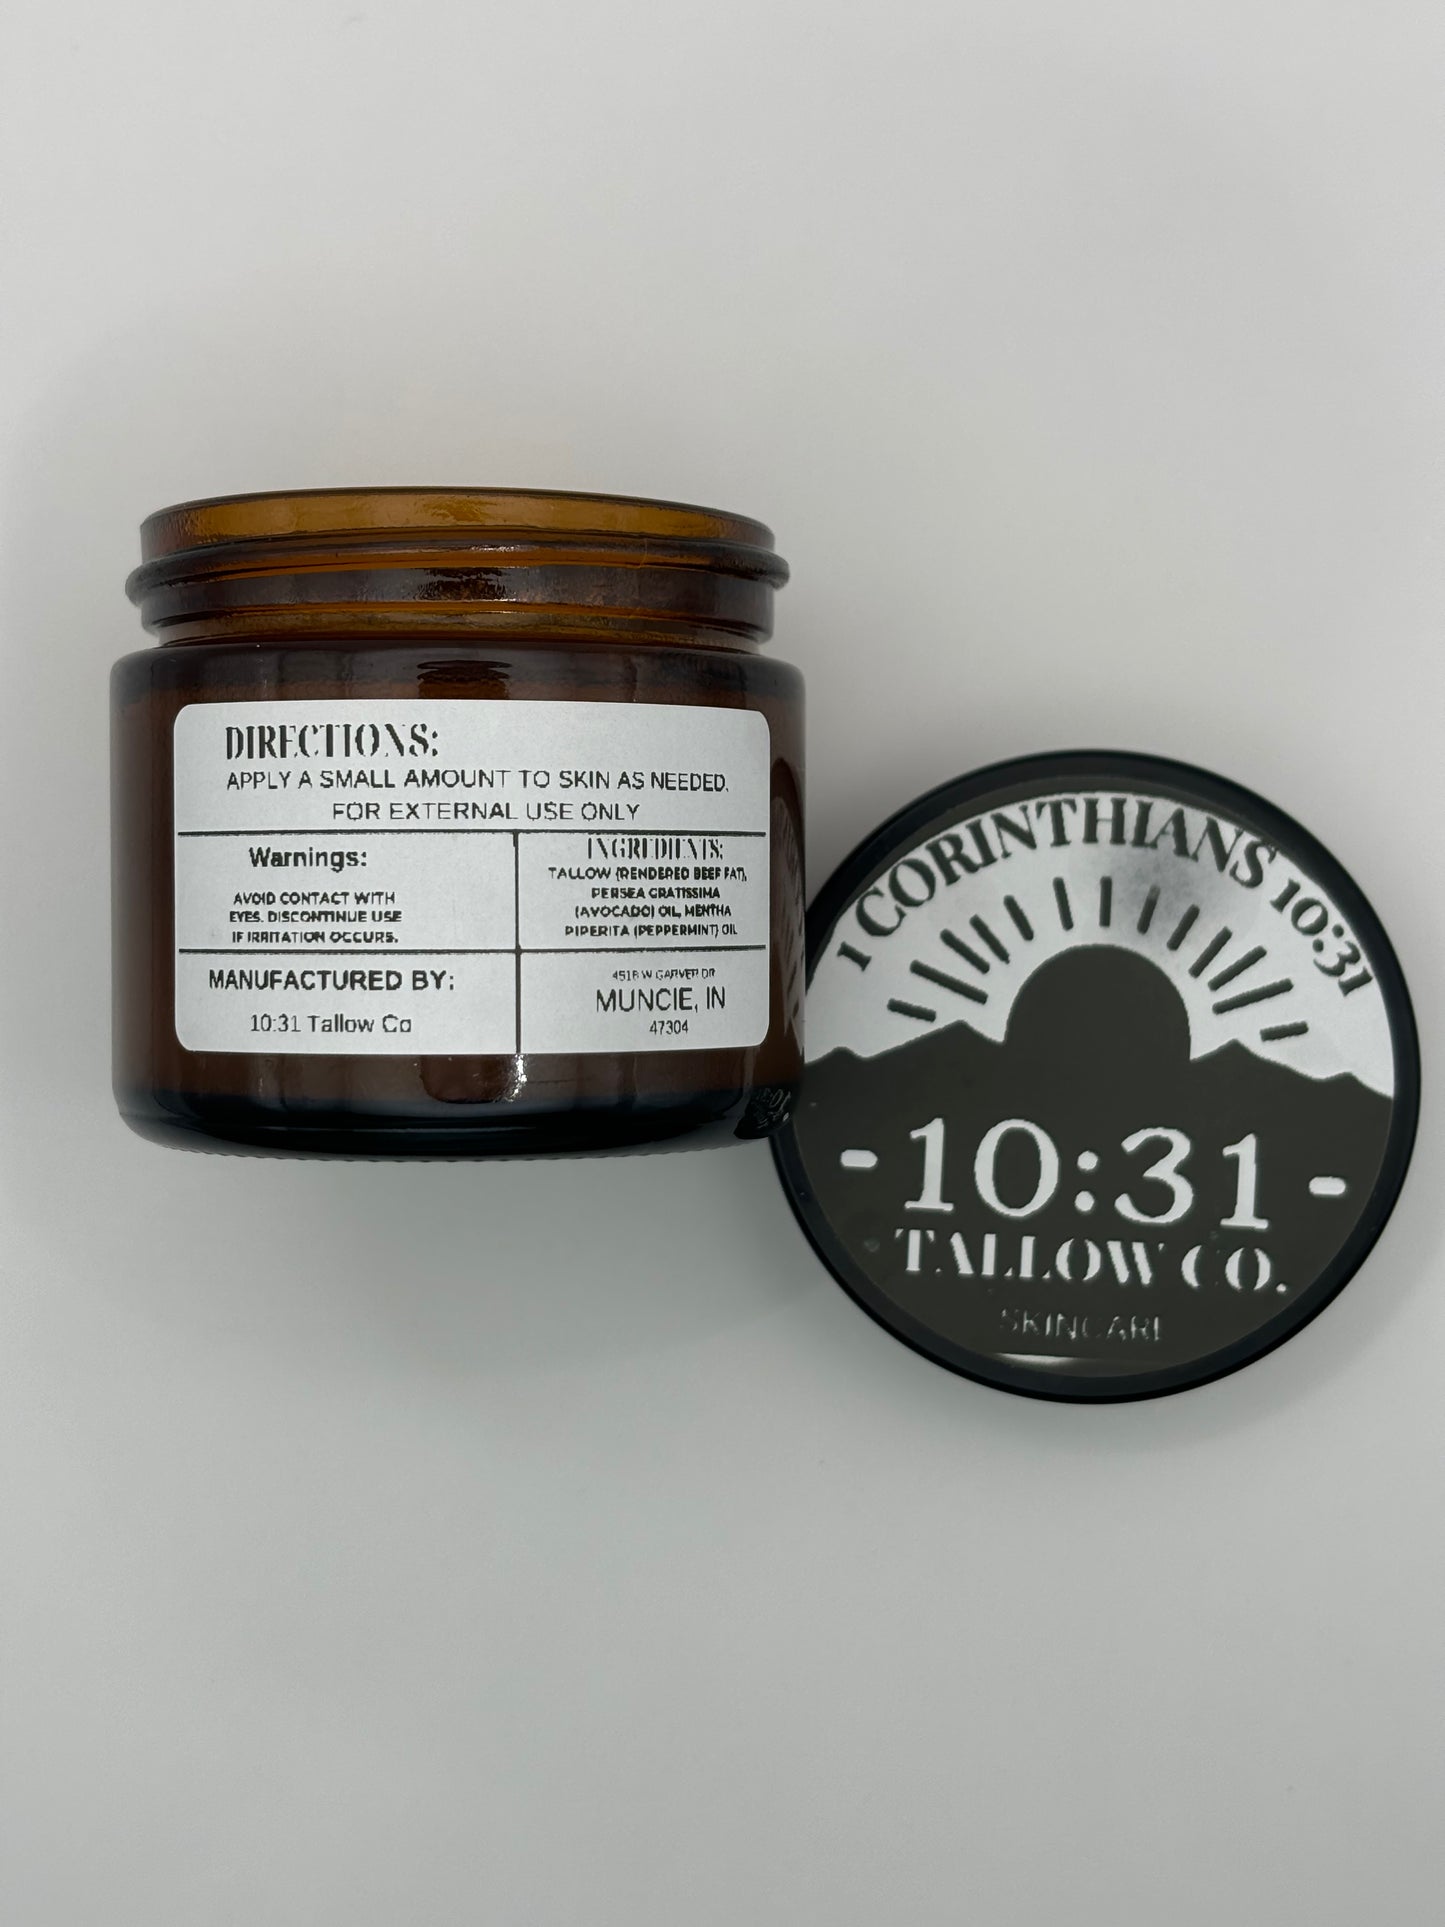 DIRECTIONS:
APPLY A SMALL AMOUNT TO SKIN AS NEEDED.
FOR EXTERNAL USE ONLY
Warnings:
AVOID CONTACT WITH
EYES. DISCONTINUE USE
IF IRRITATION OCCURS.
INGREDIENTS:
TALLOW (RENDERED BEEF FAT),
PERSEA GRATISSIMA
(AVOCADO) OIL, MENTHA
PIPERITA (PEPPERMINT) OIL
MANUFACTURED BY:
10:31 Tallow Co
W GARVER DR
MUNCIE, IN
47304
1 CORINTHIANS 10:31
- 10:31 -
TALLOW CO.
SKINCARE